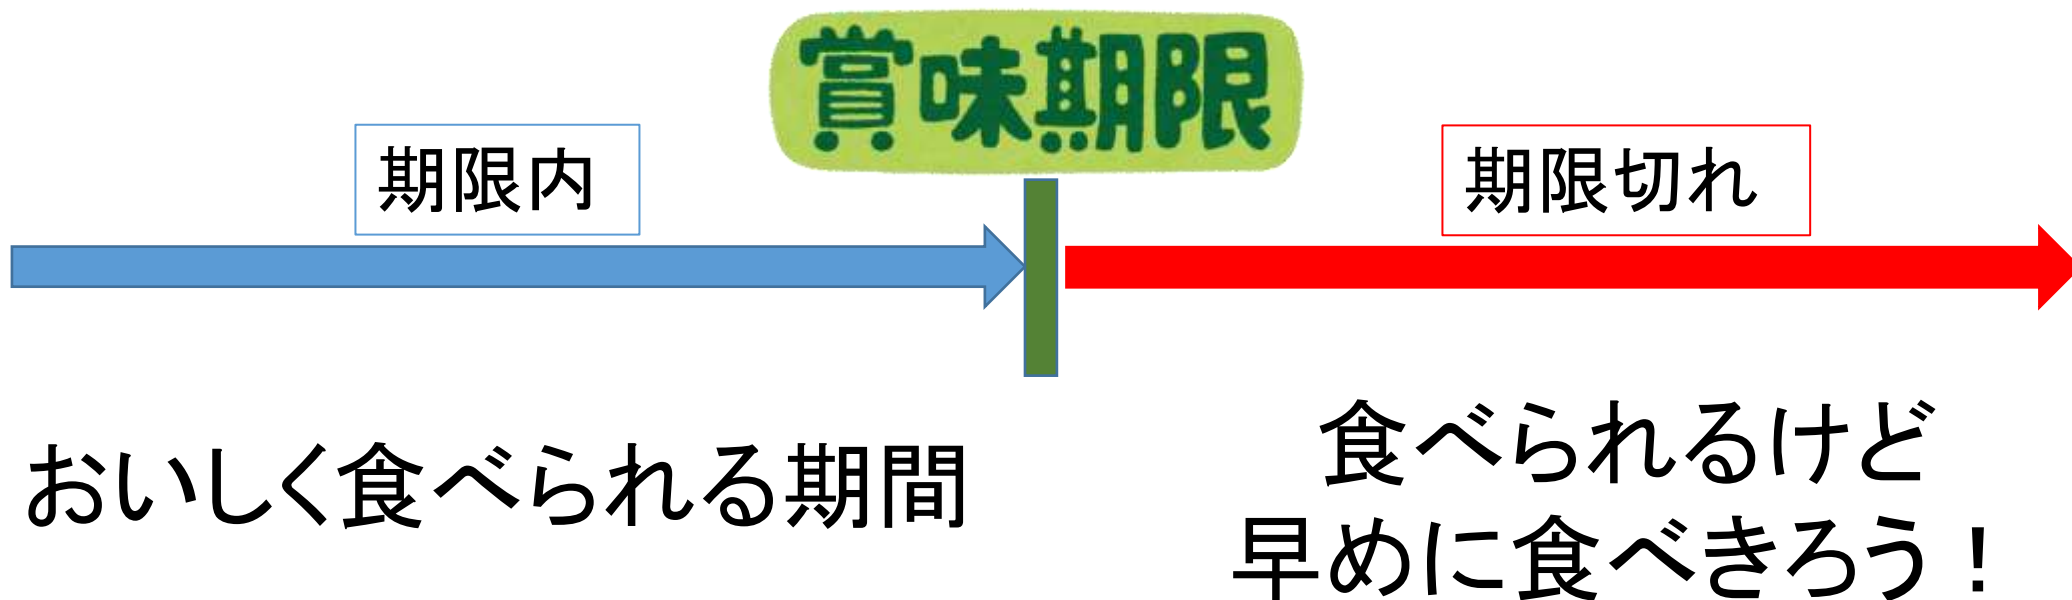 賞味期限
期限内
期限切れ
おいしく食べられる期間
食べられるけど
早めに食べきろう！